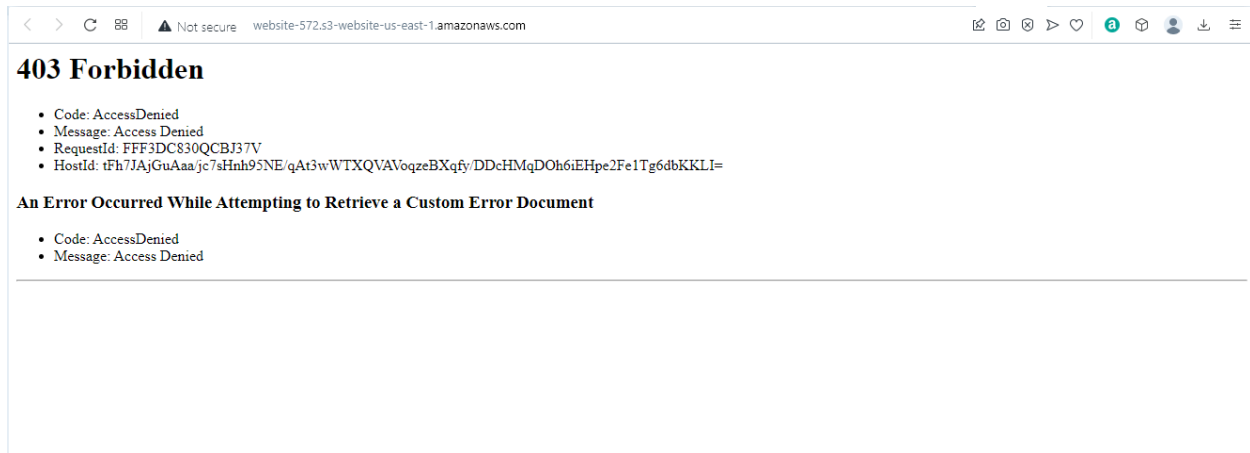 Not secure website-572.s3-website-us-east-1.amazonaws.com a
403 Forbidden
• Code: AccessDenied
• Message: Access Denied
• RequestId: FFF3DC830QCBJ37V
• HostId: tFh7JAjGuAaa/jc7sHnh95NE/qAt3wWTXQVAVoqzeBXqfy/DDcHMqDOh6iEHpe2Fe1Tg6dbKKLI=
An Error Occurred While Attempting to Retrieve a Custom Error Document
• Code: AccessDenied
• Message: Access Denied